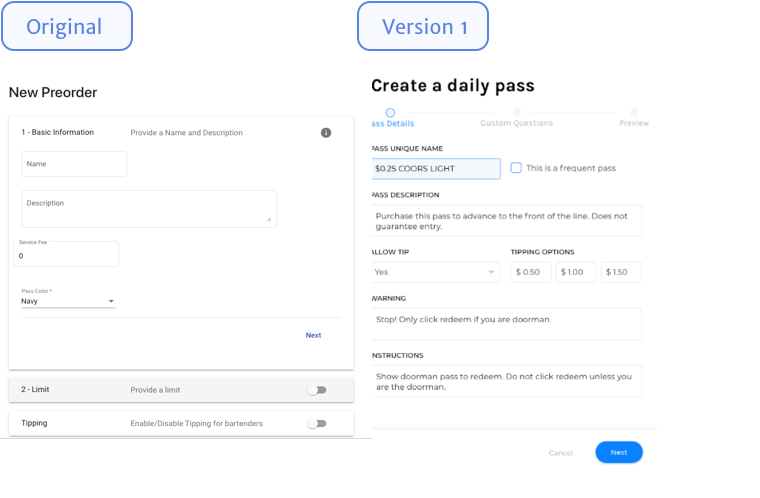 Original
Version 1
New Preorder
1 - Basic Information Provide a Name and Description
Name
Description
Service Fee
0
Pass Color *
Navy
Next
2 - Limit Provide a limit
Tipping Enable/Disable Tipping for bartenders
Create a daily pass
ass Details Custom Questions Preview
PASS UNIQUE NAME
$0.25 COORS LIGHT This is a frequent pass
PASS DESCRIPTION
Purchase this pass to advance to the front of the line. Does not
guarantee entry.
ALLOW TIP TIPPING OPTIONS
Yes $ 0.50 $ 1.00 $ 1.50
WARNING
Stop! Only click redeem if you are doorman.
INSTRUCTIONS
Show doorman pass to redeem. Do not click redeem unless you
are the doorman.
Cancel Next